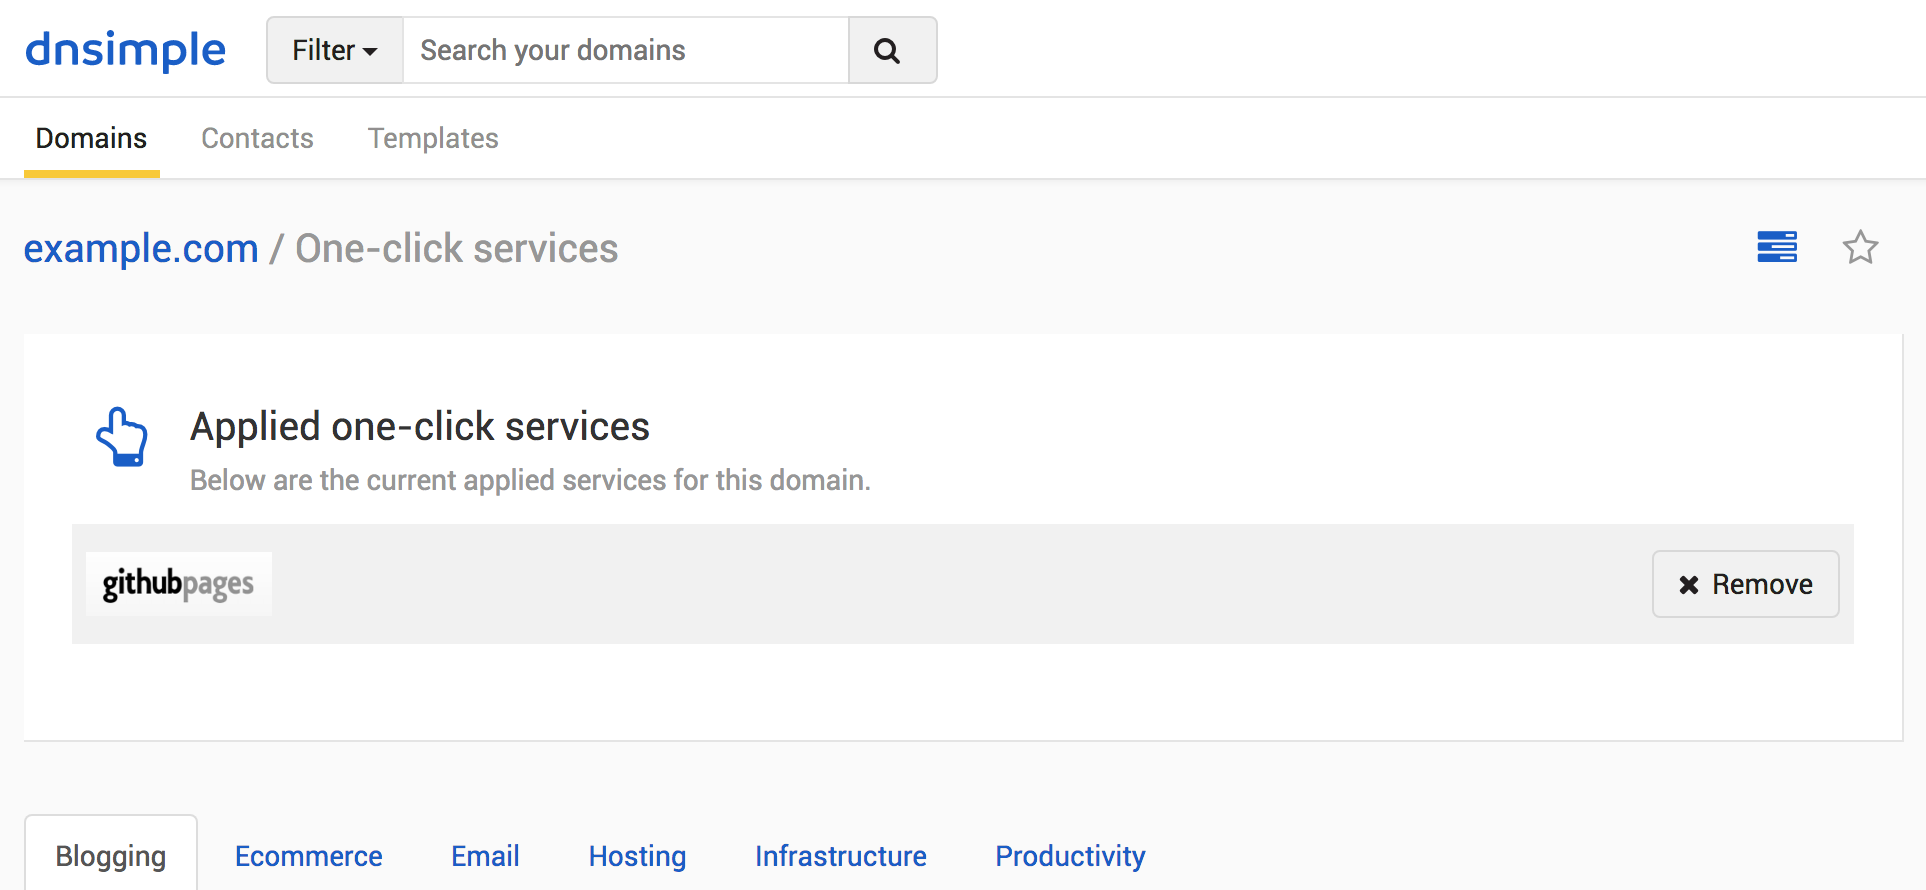 dnsimple Filter Search your domains
Domains Contacts Templates
example.com / One-click services
Applied one-click services
Below are the current applied services for this domain.
githubpages Remove
Blogging Ecommerce Email Hosting Infrastructure Productivity